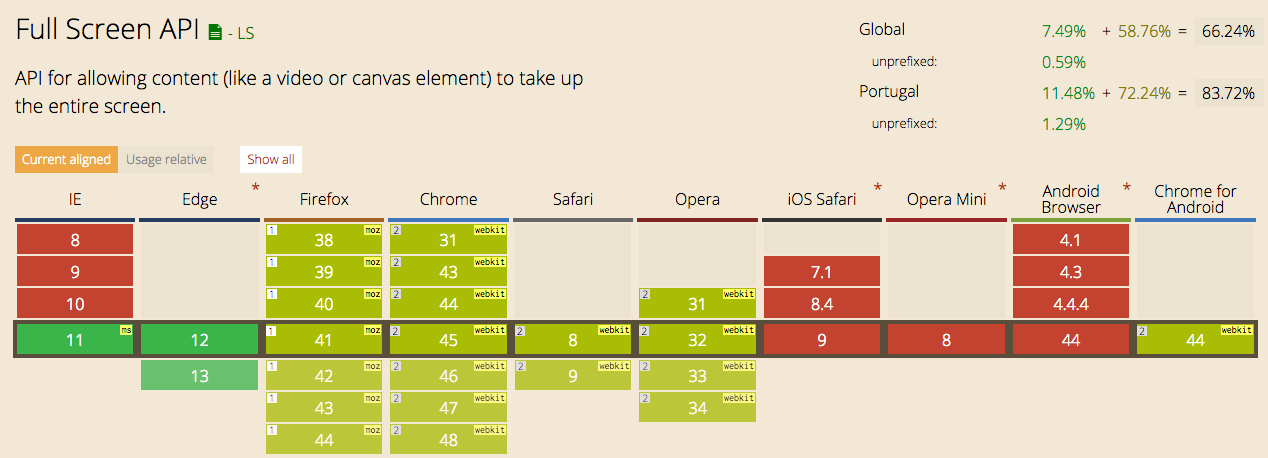 Full Screen API - LS
API for allowing content (like a video or canvas element) to take up
the entire screen.
Global 7.49% + 58.76% = 66.24%
unprefixed: 0.59%
Portugal 11.48% + 72.24% = 83.72%
unprefixed: 1.29%
Current aligned Usage relative Show all
IE Edge * Firefox Chrome Safari Opera iOS Safari * Opera Mini * Android Browser * Chrome for Android
8 1 38 moz 2 31 webkit 4.1
9 1 39 moz 2 43 webkit 7.1 4.3
10 1 40 moz 2 44 webkit 2 31 webkit 8.4 4.4.4
11 ms 12 1 41 moz 2 45 webkit 2 8 webkit 2 32 webkit 9 8 44 2 44 webkit
13 1 42 moz 2 46 webkit 2 9 webkit 2 33 webkit
1 43 moz 2 47 webkit 2 34 webkit
1 44 moz 2 48 webkit